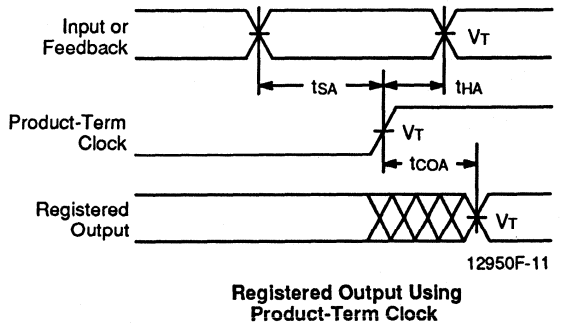 Input or
Feedback
VT
tSA
tHA
Product-Term
Clock
VT
tCOA
Registered
Output
VT
12950F-11
Registered Output Using
Product-Term Clock